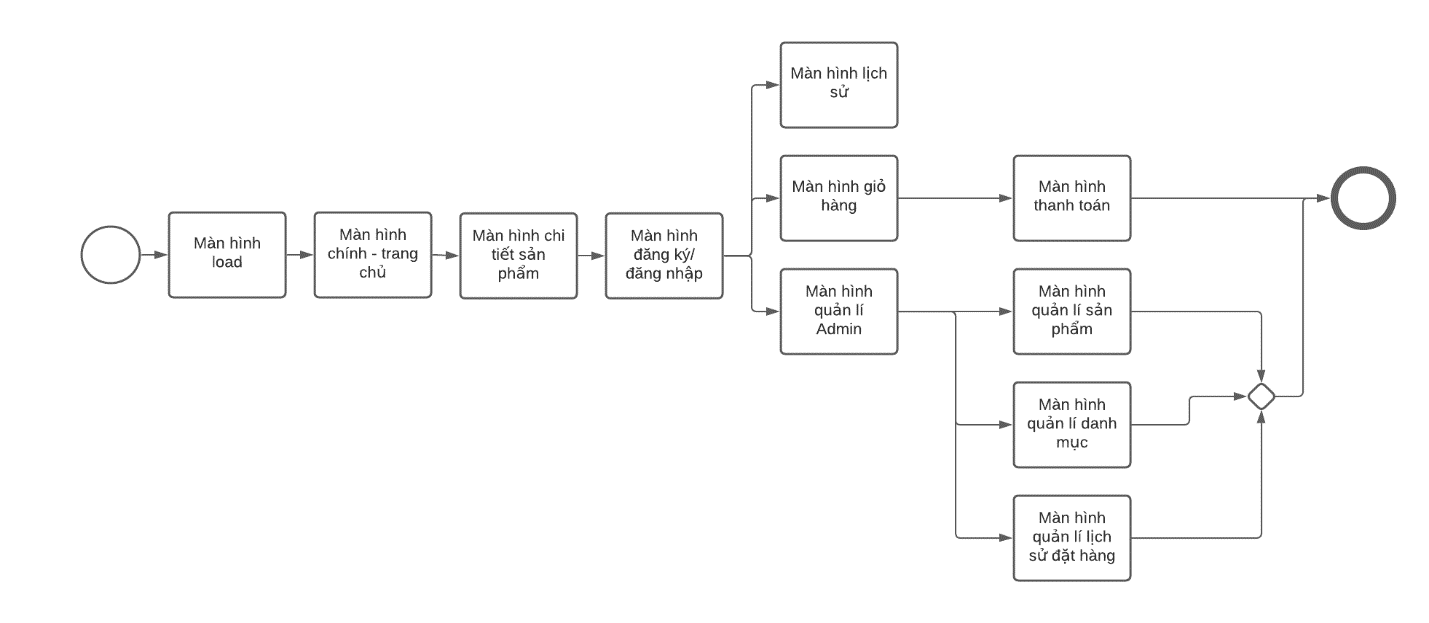 Màn hình
load
Màn hình
chính - trang
chủ
Màn hình chi
tiết sản
phẩm
Màn hình
đăng ký/
đăng nhập
Màn hình lịch
sử
Màn hình giỏ
hàng
Màn hình
quản lí
Admin
Màn hình
thanh toán
Màn hình
quản lí sản
phẩm
Màn hình
quản lí danh
mục
Màn hình
quản lí lịch
sử đặt hàng